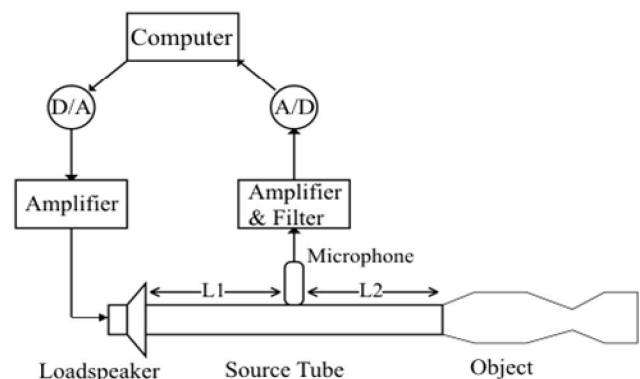 Computer
D/A
A/D
Amplifier
Amplifier
& Filter
Microphone
L1
L2
Loadspeaker
Source Tube
Object